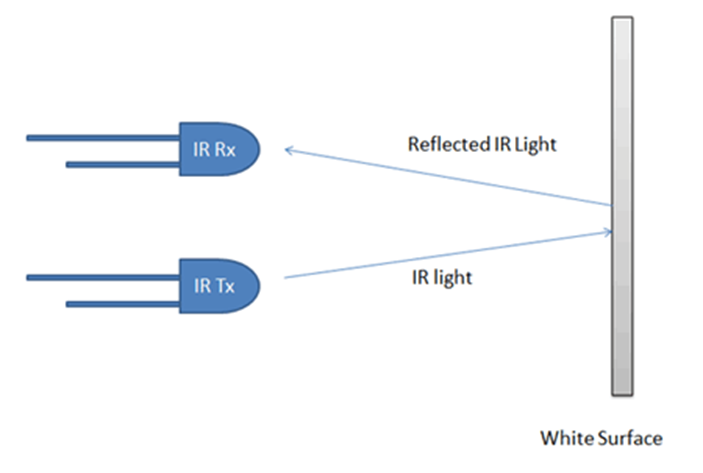 IR Rx
Reflected IR Light
IR Tx
IR light
White Surface